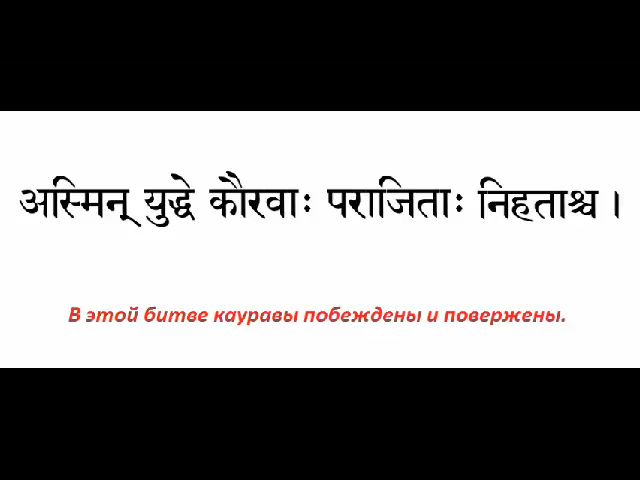 अस्मिन् युद्धे कौरवाः पराजिताः निहताश्च ।
В этой битве кауравы побеждены и повержены.